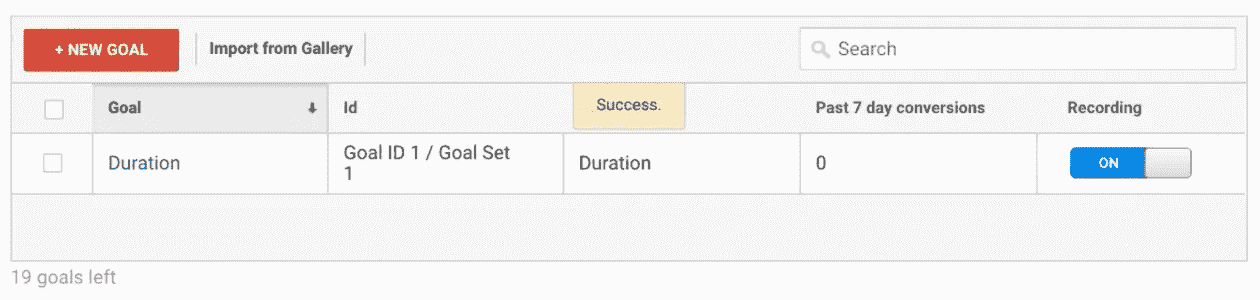 + NEW GOAL
Import from Gallery
Search
Goal
Id
Success.
Past 7 day conversions
Recording
Duration
Goal ID 1 / Goal Set
1
Duration
0
ON
19 goals left